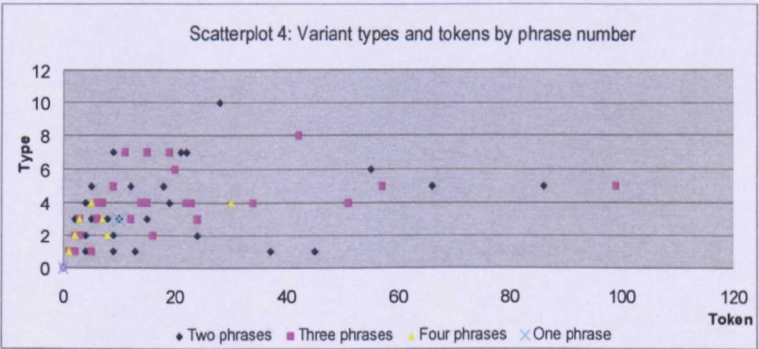 Scatterplot 4: Variant types and tokens by phrase number
12
10
8
6
4
2
0
Type
0 20 40 60 80 100 120
Token
Two phrases Three phrases Four phrases One phrase